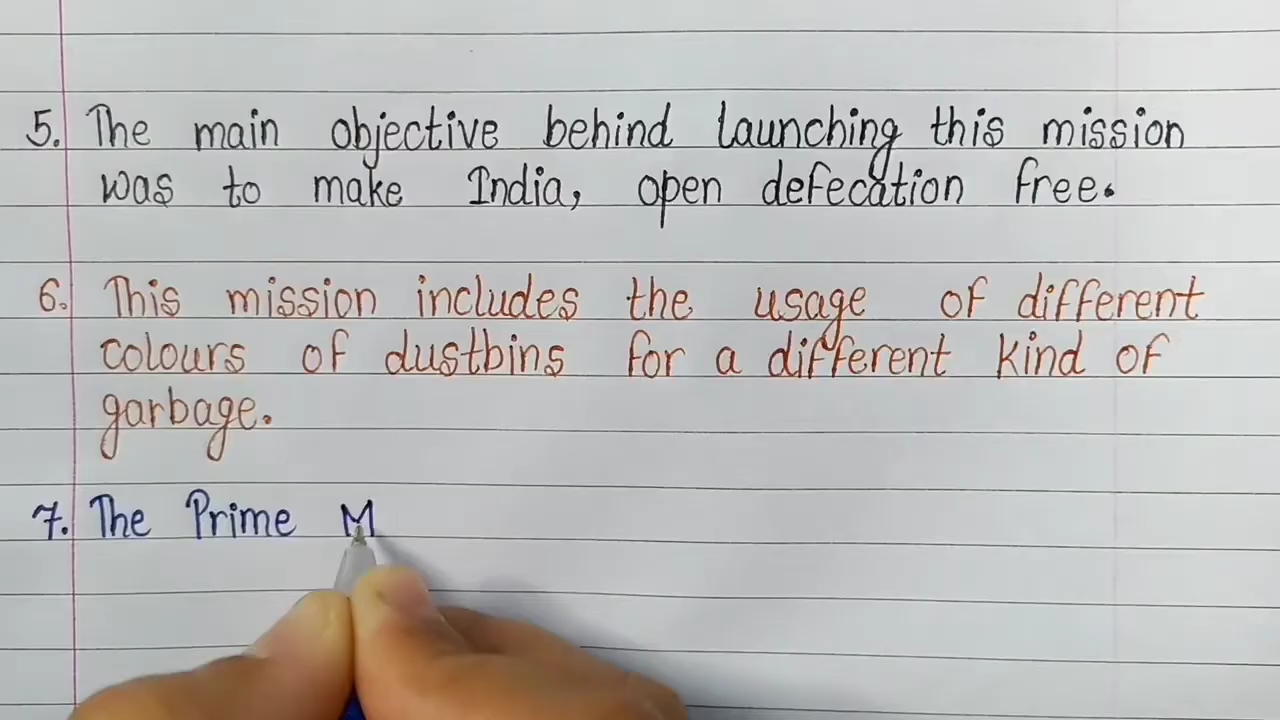 5. The main objective behind launching this mission
was to make India, open defecation free.
6. This mission includes the usage of different
colours of dustbins for a different kind of
garbage.
7. The Prime M